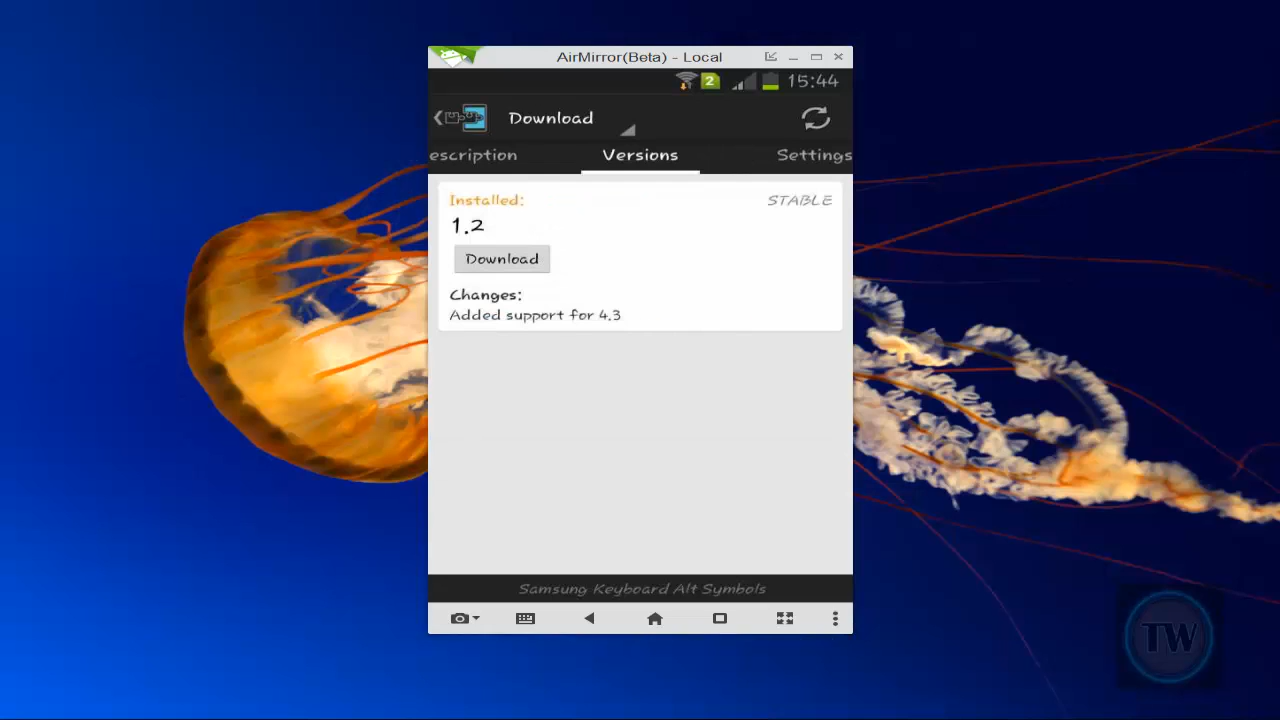 AirMirror(Beta) - Local
2 15:44
Download
escription Versions Settings
Installed: STABLE
1.2
Download
Changes:
Added support for 4.3
Samsung Keyboard Alt Symbols
TW